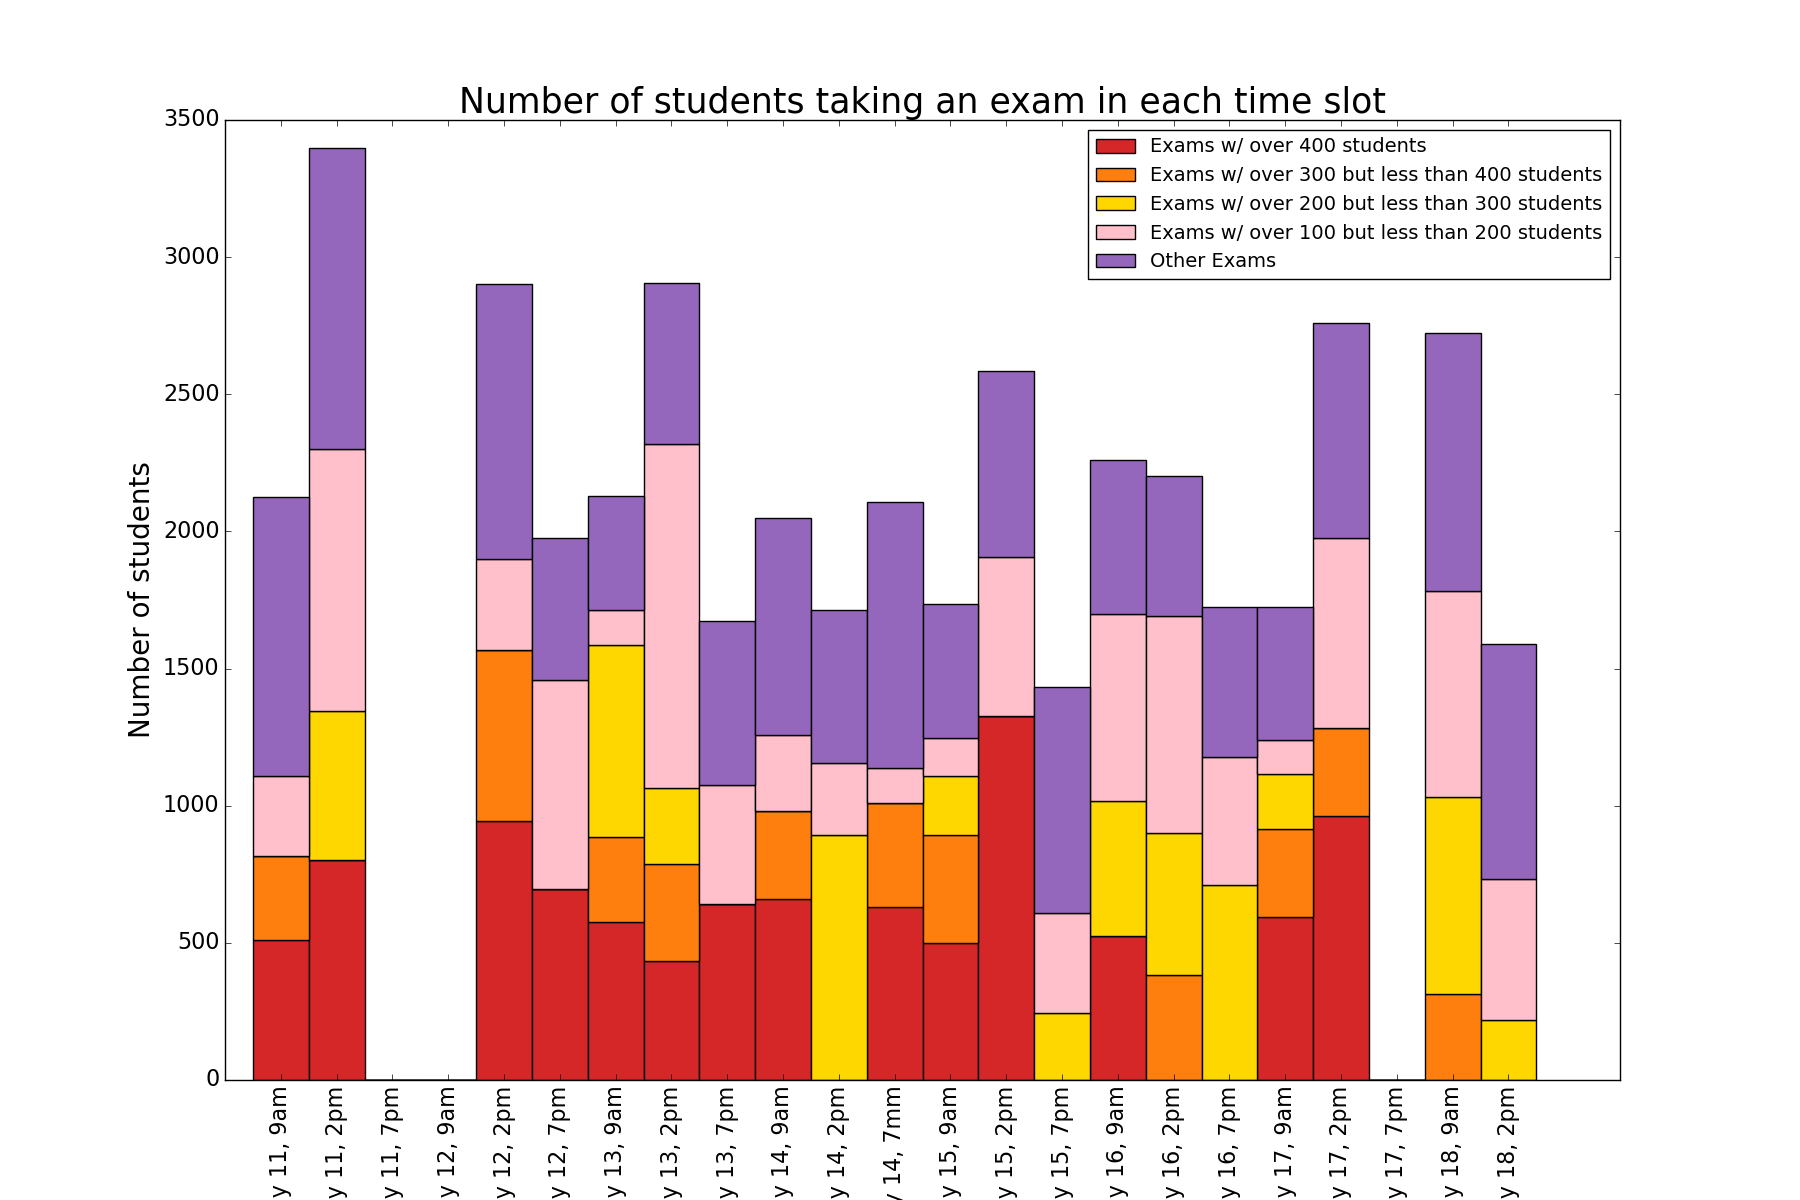 Number of students taking an exam in each time slot
Exams w/ over 400 students
Exams w/ over 300 but less than 400 students
Exams w/ over 200 but less than 300 students
Exams w/ over 100 but less than 200 students
Other Exams
Number of students
3500
3000
2500
2000
1500
1000
500
0
y 11, 9am
y 11, 2pm
y 11, 7pm
y 12, 9am
y 12, 2pm
y 12, 7pm
y 13, 9am
y 13, 2pm
y 13, 7pm
y 14, 9am
y 14, 2pm
y 14, 7mm
y 15, 9am
y 15, 2pm
y 15, 7pm
y 16, 9am
y 16, 2pm
y 16, 7pm
y 17, 9am
y 17, 2pm
y 17, 7pm
y 18, 9am
y 18, 2pm